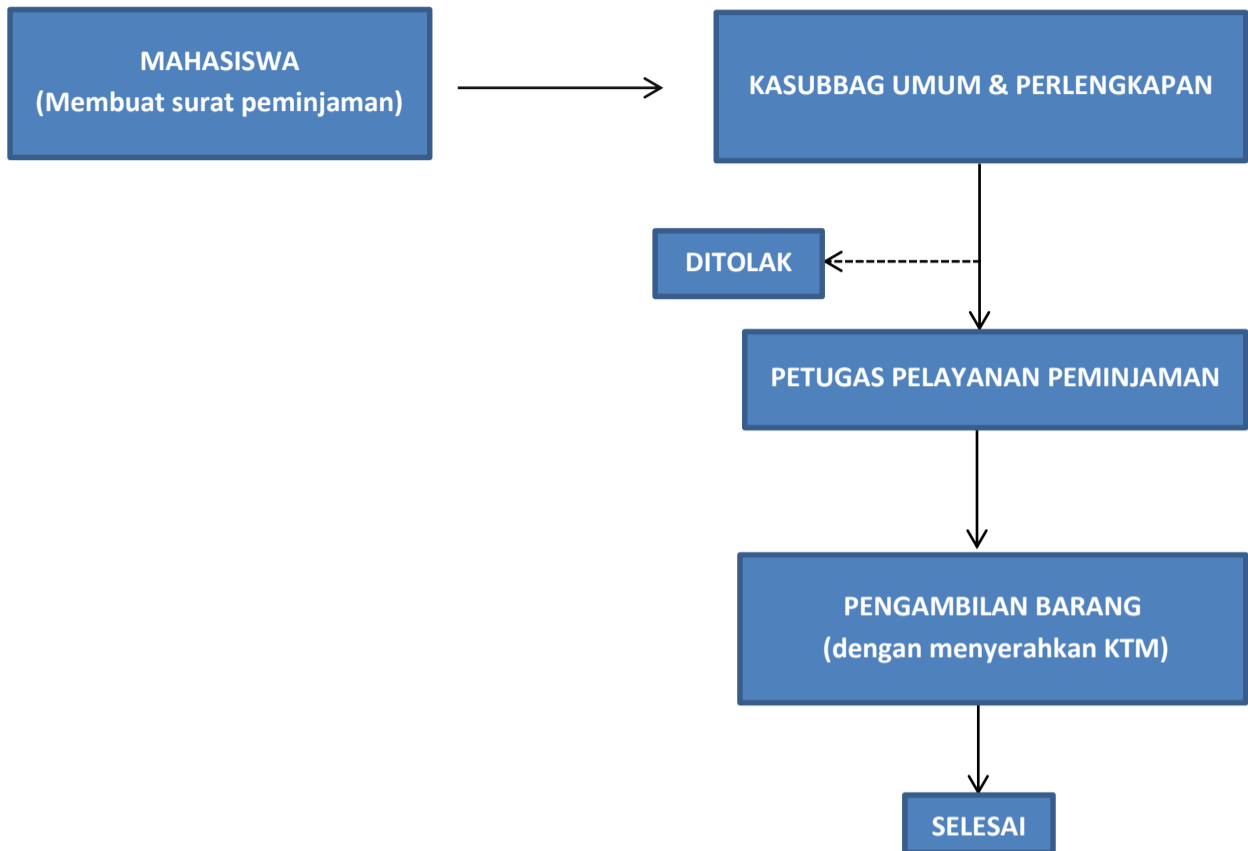 MAHASISWA
(Membuat surat peminjaman)
KASUBBAG UMUM & PERLENGKAPAN
DITOLAK
PETUGAS PELAYANAN PEMINJAMAN
PENGAMBILAN BARANG
(dengan menyerahkan KTM)
SELESAI